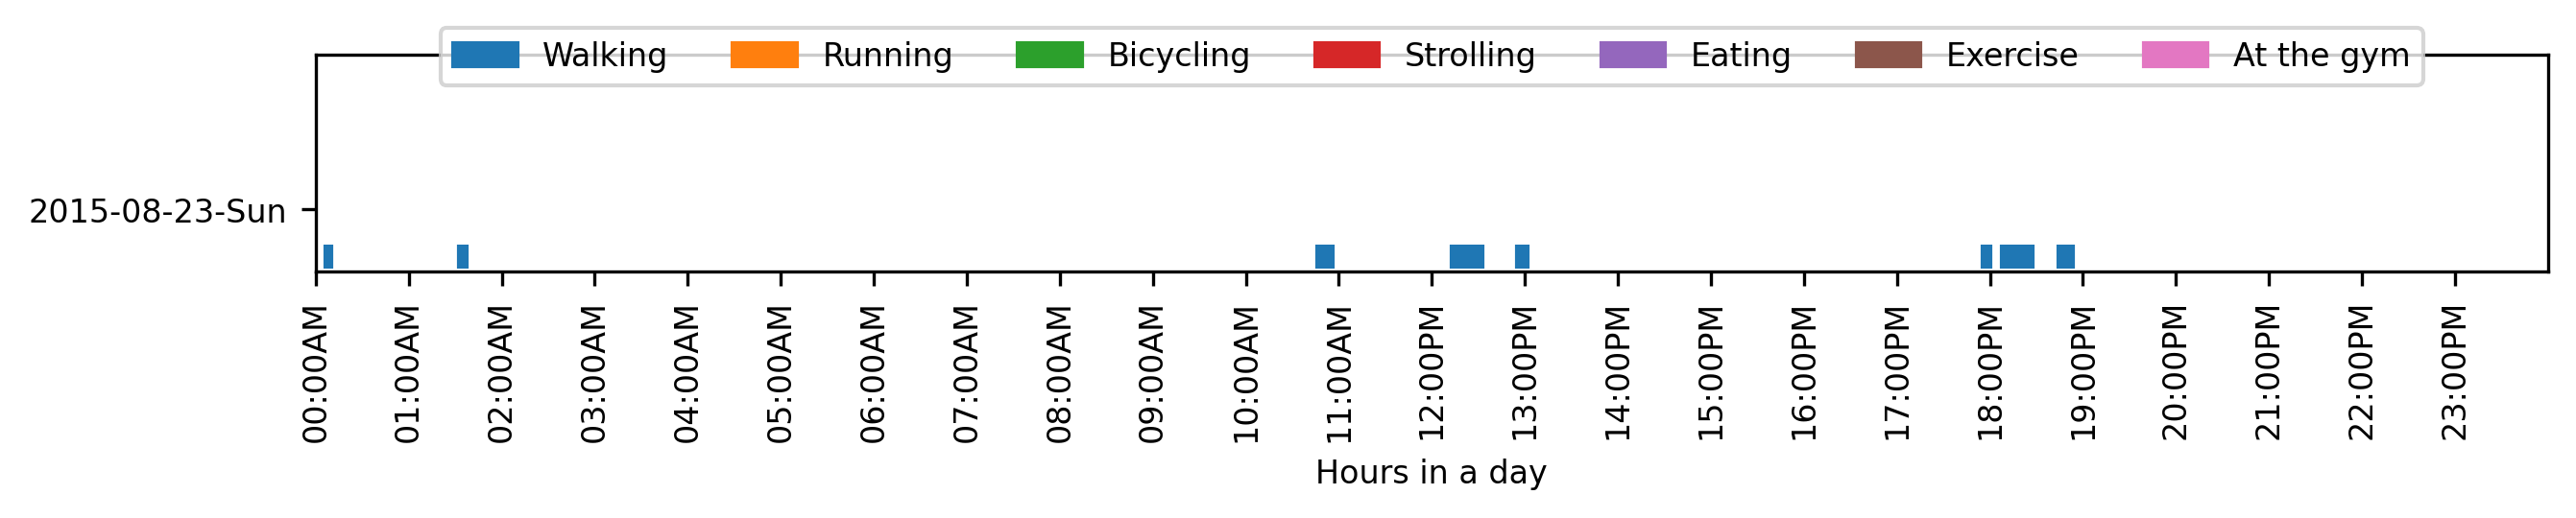 Walking Running Bicycling Strolling Eating Exercise At the gym
2015-08-23-Sun
00:00AM 01:00AM 02:00AM 03:00AM 04:00AM 05:00AM 06:00AM 07:00AM 08:00AM 09:00AM 10:00AM 11:00AM 12:00PM 13:00PM 14:00PM 15:00PM 16:00PM 17:00PM 18:00PM 19:00PM 20:00PM 21:00PM 22:00PM 23:00PM
Hours in a day